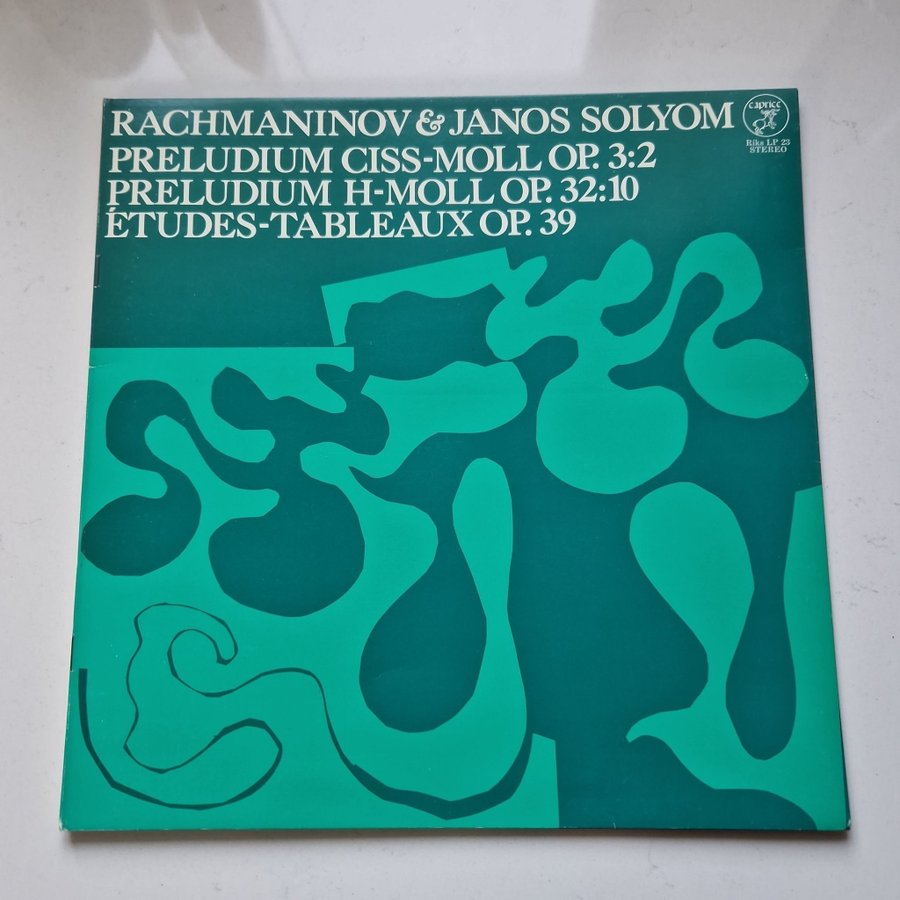 RACHMANINOV & JANOS SOLYOM
caprice
Riks LP 23
STEREO
PRELUDIUM CISS-MOLL OP. 3:2
PRELUDIUM H-MOLL OP. 32:10
ÉTUDES-TABLEAUX OP. 39